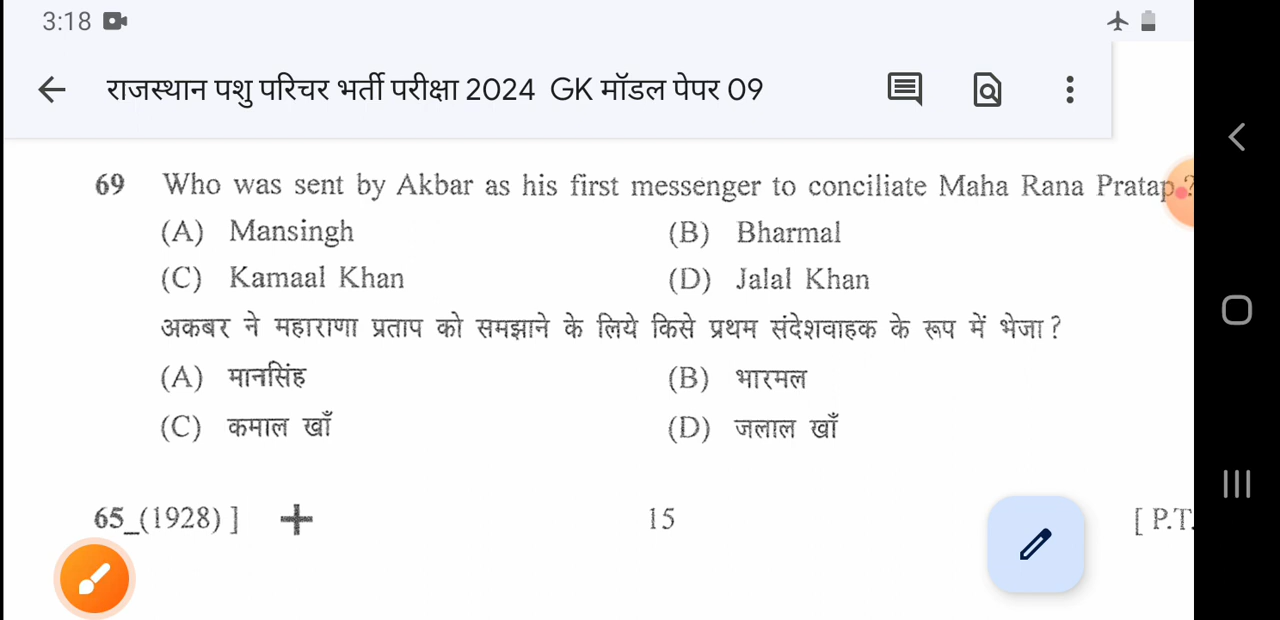 3:18
राजस्थान पशु परिचर भर्ती परीक्षा 2024 GK मॉडल पेपर 09
69 Who was sent by Akbar as his first messenger to conciliate Maha Rana Pratap ?
(A) Mansingh (B) Bharmal
(C) Kamaal Khan (D) Jalal Khan
अकबर ने महाराणा प्रताप को समझाने के लिये किसे प्रथम संदेशवाहक के रूप में भेजा ?
(A) मानसिंह (B) भारमल
(C) कमाल खाँ (D) जलाल खाँ
65_(1928) ] + 15 [ P.T.